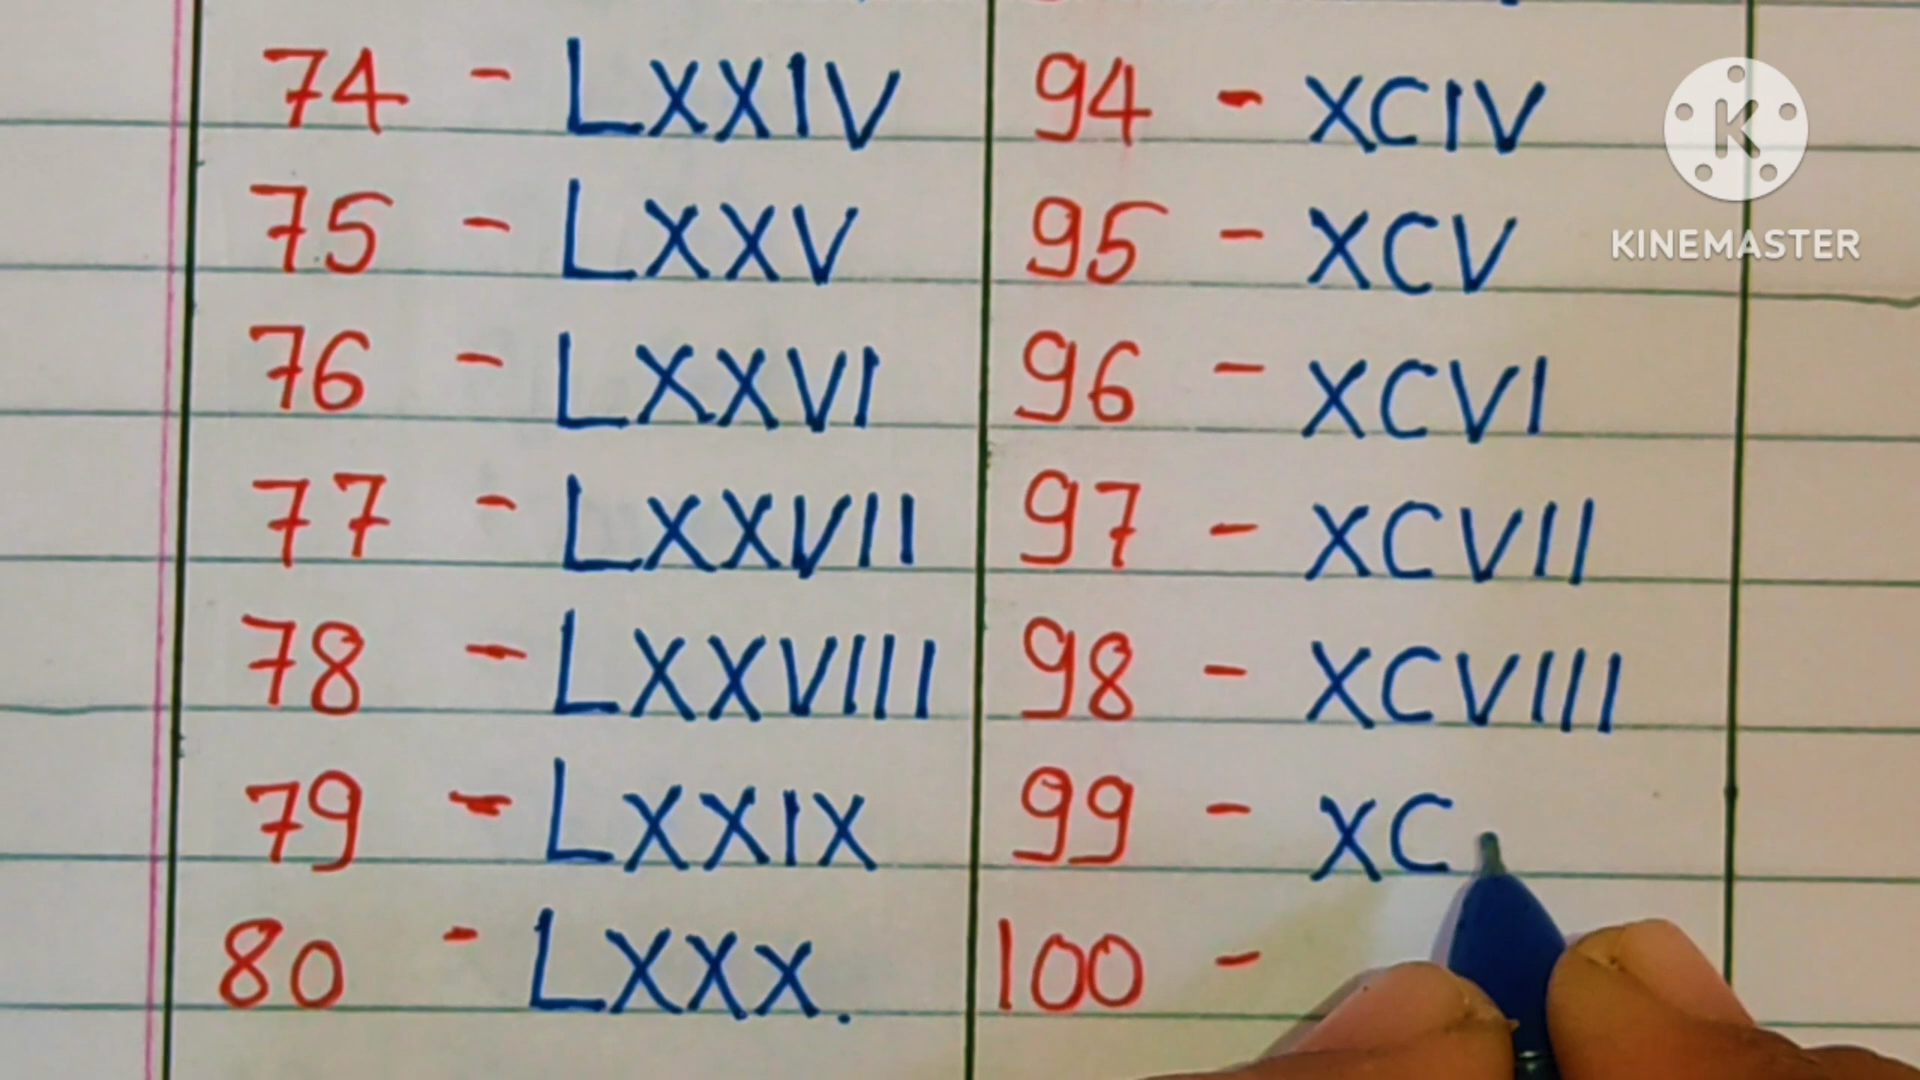 74 - LXXIV
75 - LXXV
76 - LXXVI
77 - LXXVII
78 - LXXVIII
79 - LXXIX
80 - LXXX.
94 - XCIV
95 - XCV
96 - XCVI
97 - XCVII
98 - XCVIII
99 - XC
100 -
K
KINEMASTER